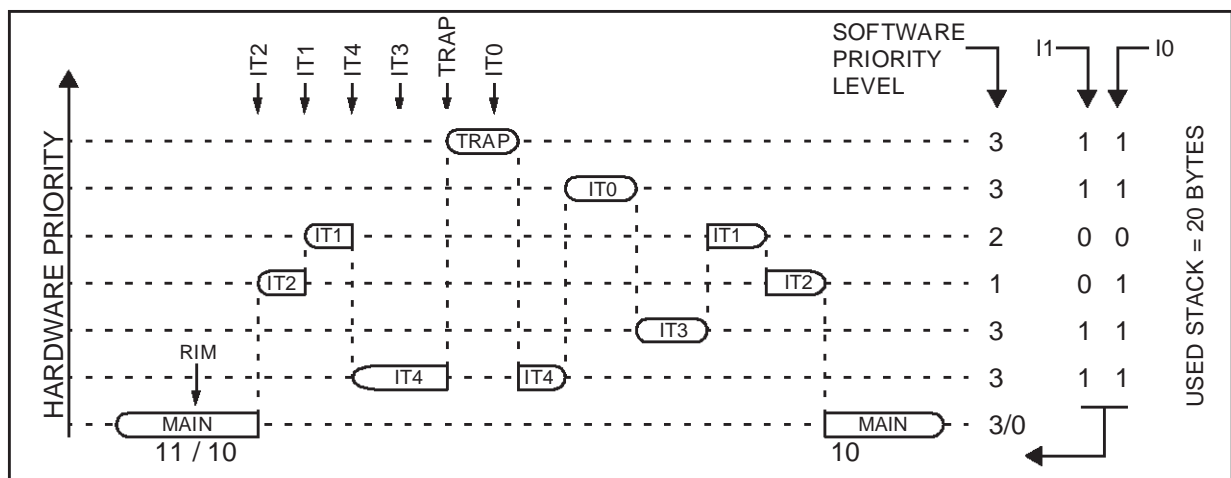 IT2
IT1
IT4
IT3
TRAP
IT0
SOFTWARE
PRIORITY
LEVEL
I1
I0
HARDWARE PRIORITY
TRAP
3
1 1
IT0
3
1 1
IT1
IT1
2
0 0
IT2
IT2
1
0 1
IT3
3
1 1
RIM
IT4
IT4
3
1 1
MAIN
MAIN
3/0
11 / 10
10
USED STACK = 20 BYTES